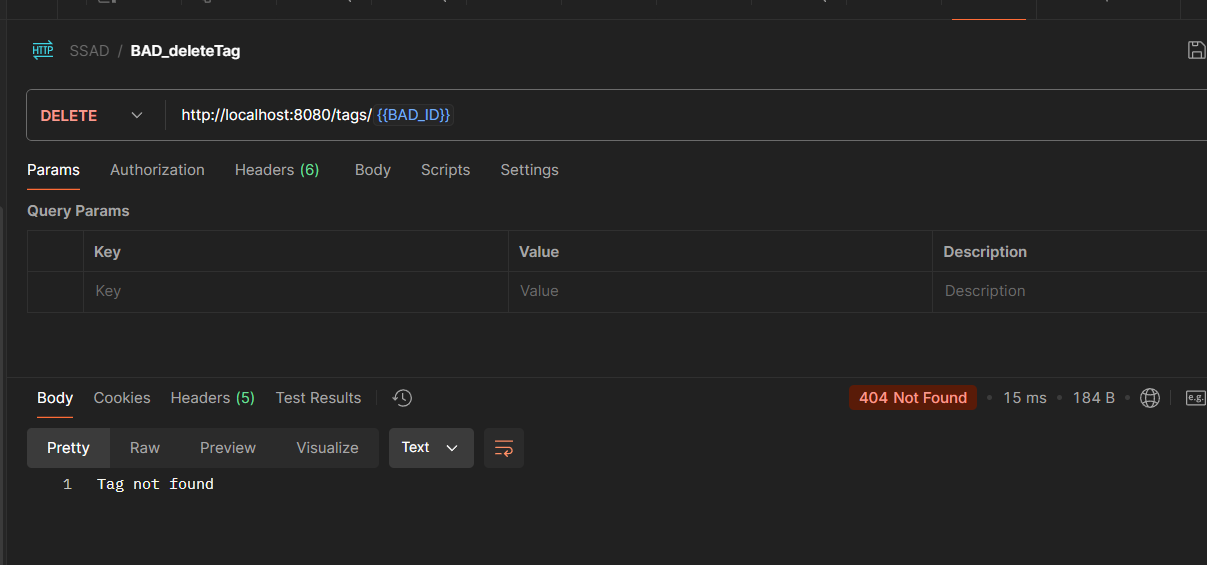 HTTP SSAD / BAD_deleteTag
DELETE http://localhost:8080/tags/ {{BAD_ID}}
Params Authorization Headers (6) Body Scripts Settings
Query Params
Key Value Description
Key Value Description
Body Cookies Headers (5) Test Results 404 Not Found • 15 ms • 184 B • e.g.
Pretty Raw Preview Visualize Text
1 Tag not found